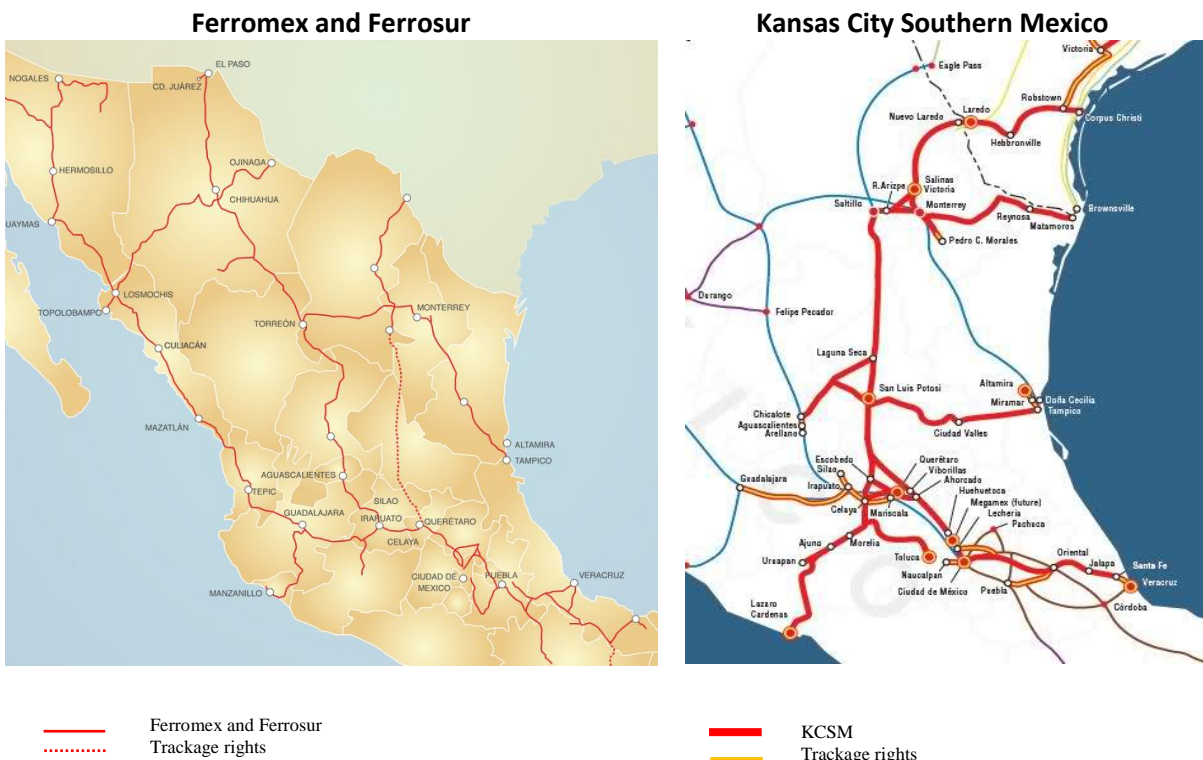 Ferromex and Ferrosur
NOGALES
EL PASO
CD. JUÁREZ
HERMOSILLO
OJINAGA
CHIHUAHUA
UAYMAS
LOSMOCHIS
TOPOLOBAMPO
CULIACÁN
TORREÓN
MONTERREY
MAZATLÁN
ALTAMIRA
TAMPICO
AGUASCALIENTES
TEPIC
SILAO
GUADALAJARA
IRAPUATO
QUERÉTARO
CELAYA
CIUDAD DE
MEXICO
PUEBLA
VERACRUZ
MANZANILLO
Ferromex and Ferrosur
Trackage rights
Kansas City Southern Mexico
Victoria
Eagle Pass
Robstown
Laredo
Nuevo Laredo
Corpus Christi
Hebbronville
R.Arizpe
Salinas
Victoria
Saltillo
Monterrey
Brownsville
Reynosa
Matamoros
Pedro C. Morales
Durango
Felipe Pecador
Laguna Seca
San Luis Potosi
Altamira
Miramar
Doña Cecilia
Tampico
Chicalote
Aguascalientes
Arellano
Ciudad Valles
Escobedo
Silao
Querétaro
Viborillas
Ahorcado
Guadalajara
Irapuato
Huehuetoca
Megamex (future)
Lecheria
Celaya
Mariscala
Pachuca
Ajuno
Morelia
Uruapan
Toluca
Oriental
Jalapa
Santa Fe
Naucalpan
Veracruz
Ciudad de México
Puebla
Córdoba
Lazaro
Cardenas
KCSM
Trackage rights